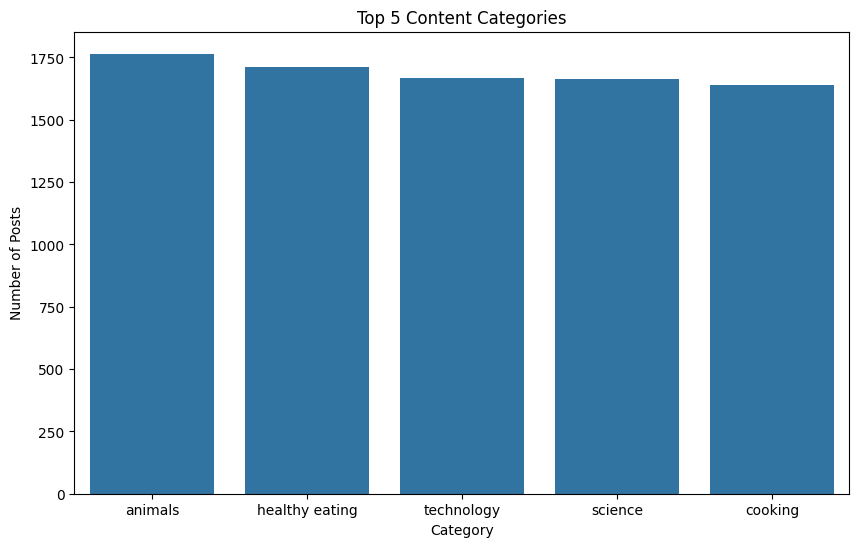 Top 5 Content Categories
Number of Posts
1750
1500
1250
1000
750
500
250
0
animals healthy eating technology science cooking
Category